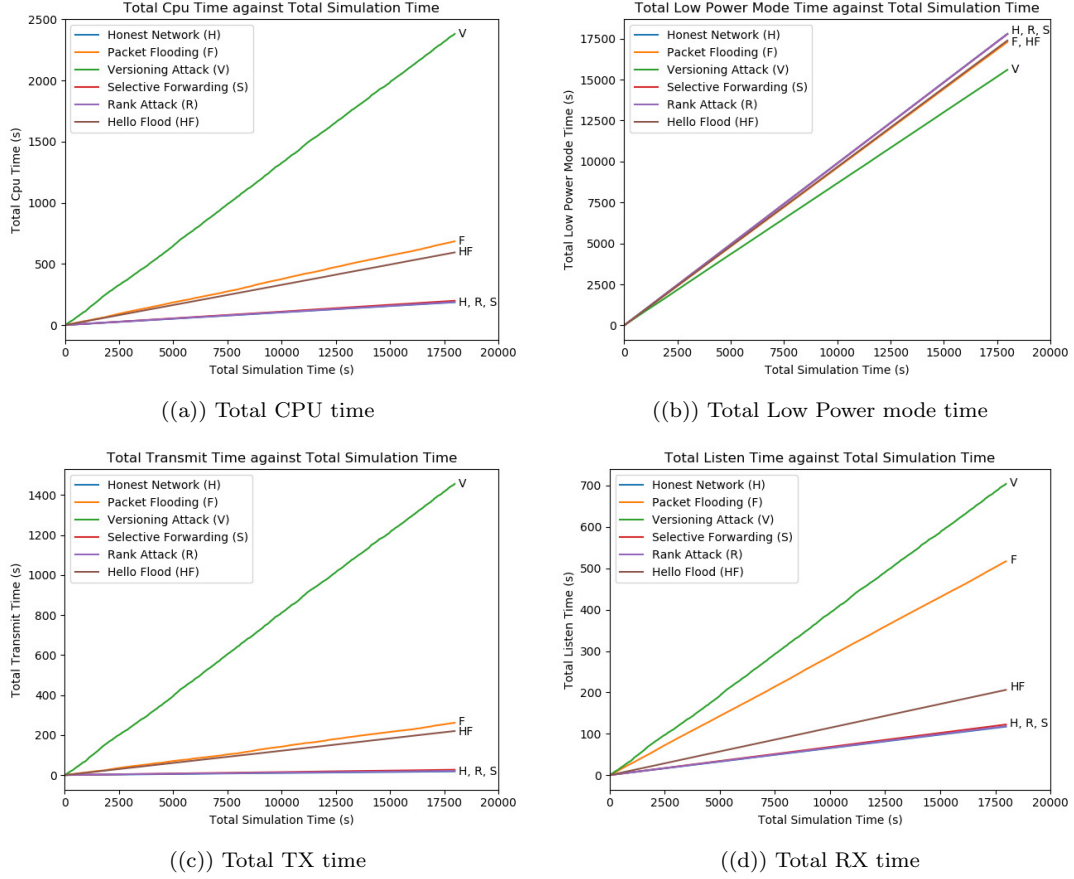 Total Cpu Time against Total Simulation Time
Total Cpu Time (s)
2500
2000
1500
1000
500
0
Honest Network (H)
Packet Flooding (F)
Versioning Attack (V)
Selective Forwarding (S)
Rank Attack (R)
Hello Flood (HF)
V
F
HF
H, R, S
0 2500 5000 7500 10000 12500 15000 17500 20000
Total Simulation Time (s)
((a)) Total CPU time
Total Low Power Mode Time against Total Simulation Time
Total Low Power Mode Time (s)
17500
15000
12500
10000
7500
5000
2500
0
Honest Network (H)
Packet Flooding (F)
Versioning Attack (V)
Selective Forwarding (S)
Rank Attack (R)
Hello Flood (HF)
H, R, S
F, HF
V
0 2500 5000 7500 10000 12500 15000 17500 20000
Total Simulation Time (s)
((b)) Total Low Power mode time
Total Transmit Time against Total Simulation Time
Total Transmit Time (s)
1400
1200
1000
800
600
400
200
0
Honest Network (H)
Packet Flooding (F)
Versioning Attack (V)
Selective Forwarding (S)
Rank Attack (R)
Hello Flood (HF)
V
F
HF
H, R, S
0 2500 5000 7500 10000 12500 15000 17500 20000
Total Simulation Time (s)
((c)) Total TX time
Total Listen Time against Total Simulation Time
Total Listen Time (s)
700
600
500
400
300
200
100
0
Honest Network (H)
Packet Flooding (F)
Versioning Attack (V)
Selective Forwarding (S)
Rank Attack (R)
Hello Flood (HF)
V
F
HF
H, R, S
0 2500 5000 7500 10000 12500 15000 17500 20000
Total Simulation Time (s)
((d)) Total RX time